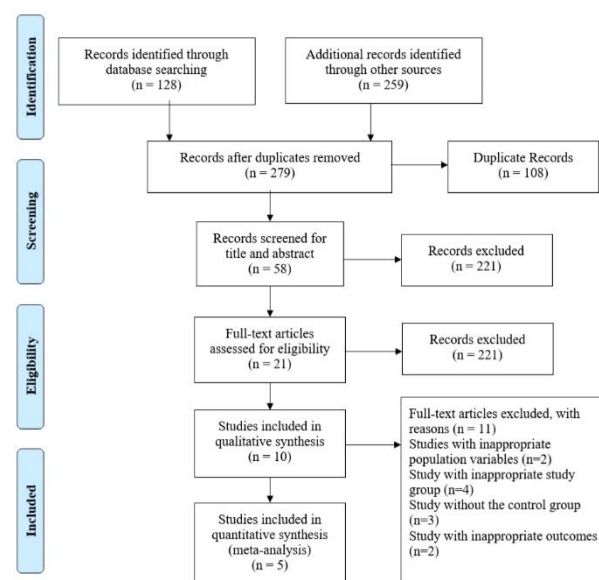 Identification
Records identified through
database searching
(n = 128)
Additional records identified
through other sources
(n = 259)
Records after duplicates removed
(n = 279)
Duplicate Records
(n = 108)
Screening
Records screened for
title and abstract
(n = 58)
Records excluded
(n = 221)
Eligibility
Full-text articles
assessed for eligibility
(n = 21)
Records excluded
(n = 221)
Studies included in
qualitative synthesis
(n = 10)
Full-text articles excluded, with
reasons (n = 11)
Studies with inappropriate
population variables (n=2)
Study with inappropriate study
group (n=4)
Study without the control group
(n=3)
Study with inappropriate outcomes
(n=2)
Included
Studies included in
quantitative synthesis
(meta-analysis)
(n = 5)